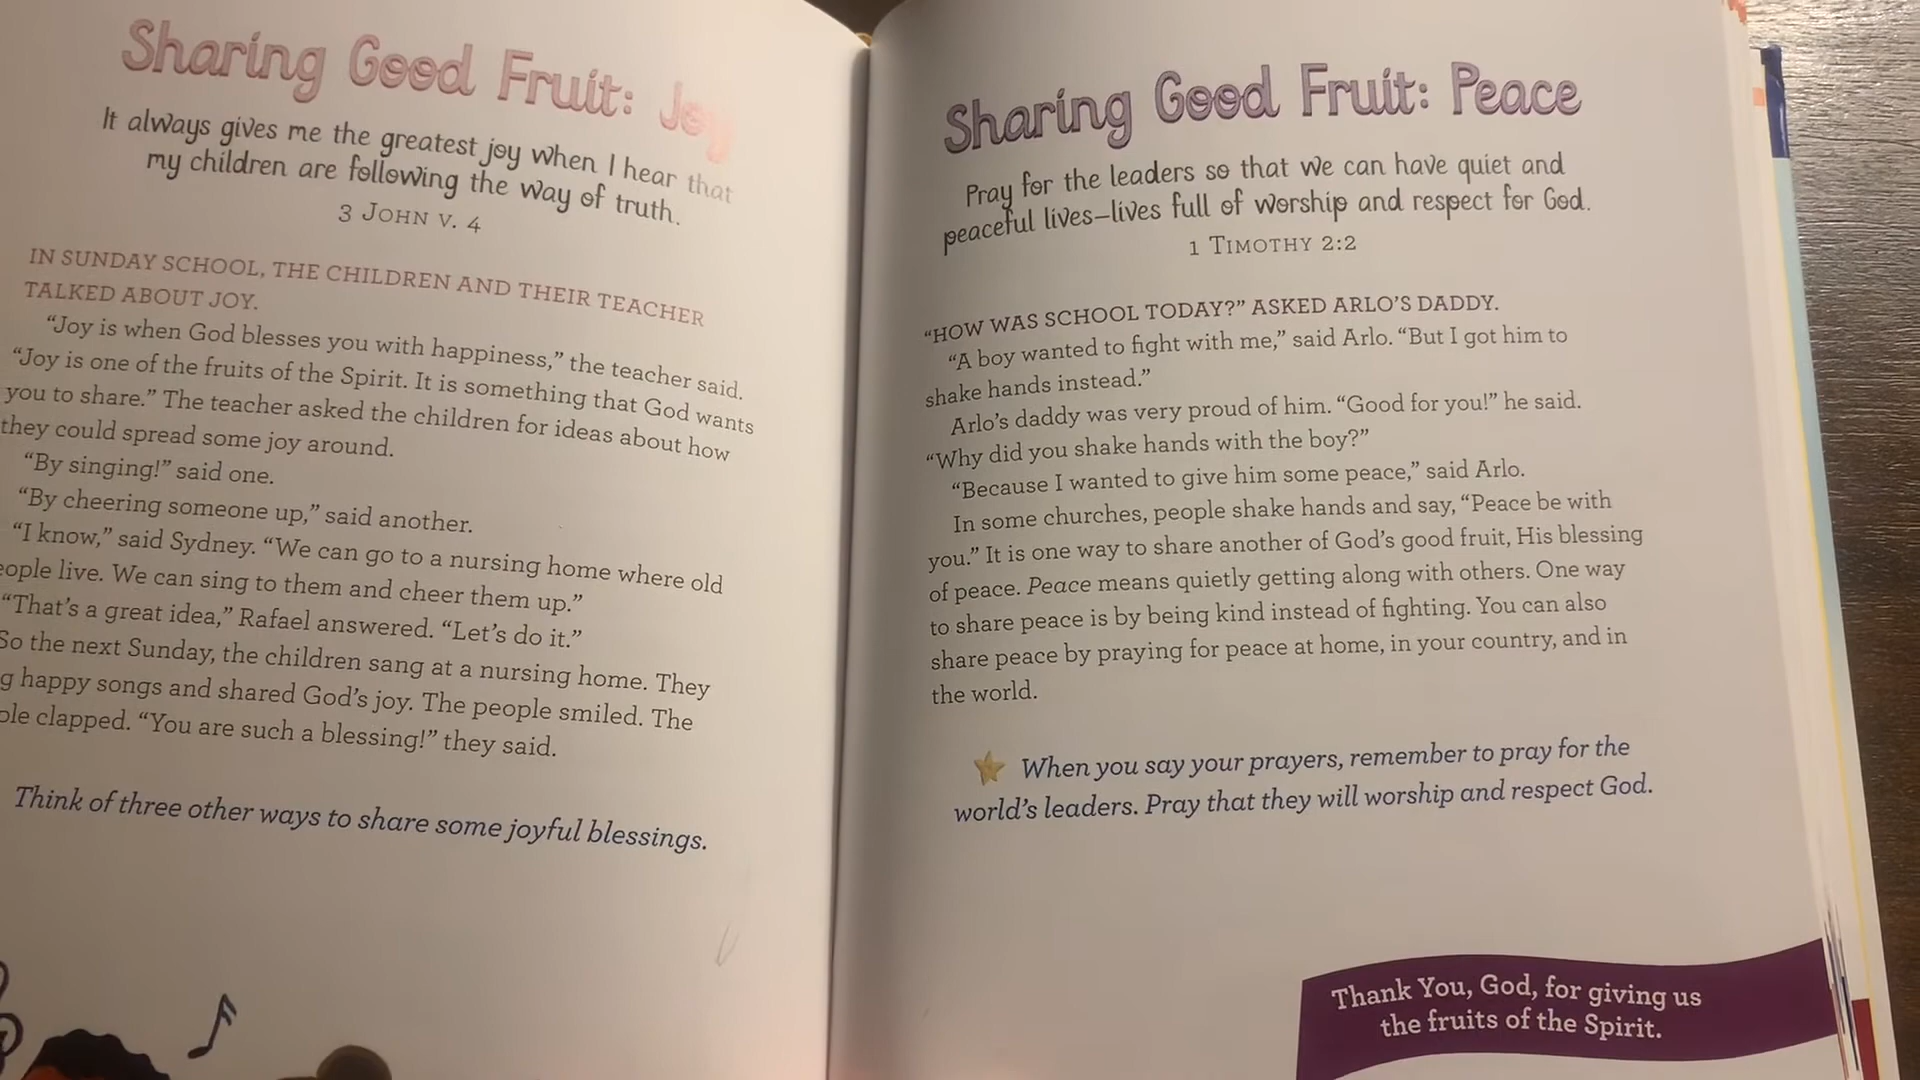 Sharing Good Fruit: Joy
It always gives me the greatest joy when I hear that
my children are following the way of truth.
3 JOHN V. 4
IN SUNDAY SCHOOL, THE CHILDREN AND THEIR TEACHER
TALKED ABOUT JOY.
“Joy is when God blesses you with happiness,” the teacher said.
“Joy is one of the fruits of the Spirit. It is something that God wants
you to share.” The teacher asked the children for ideas about how
they could spread some joy around.
“By singing!” said one.
“By cheering someone up,” said another.
“I know,” said Sydney. “We can go to a nursing home where old
live. We can sing to them and cheer them up.”
“That’s a great idea,” Rafael answered. “Let’s do it.”
So the next Sunday, the children sang at a nursing home. They
happy songs and shared God’s joy. The people smiled. The
clapped. “You are such a blessing!” they said.
Think of three other ways to share some joyful blessings.
Sharing Good Fruit: Peace
Pray for the leaders so that we can have quiet and
peaceful lives—lives full of worship and respect for God.
1 TIMOTHY 2:2
“HOW WAS SCHOOL TODAY?” ASKED ARLO’S DADDY.
“A boy wanted to fight with me,” said Arlo. “But I got him to
shake hands instead.”
Arlo’s daddy was very proud of him. “Good for you!” he said.
“Why did you shake hands with the boy?”
“Because I wanted to give him some peace,” said Arlo.
In some churches, people shake hands and say, “Peace be with
you.” It is one way to share another of God’s good fruit, His blessing
of peace. Peace means quietly getting along with others. One way
to share peace is by being kind instead of fighting. You can also
share peace by praying for peace at home, in your country, and in
the world.
When you say your prayers, remember to pray for the
world’s leaders. Pray that they will worship and respect God.
Thank You, God, for giving us
the fruits of the Spirit.